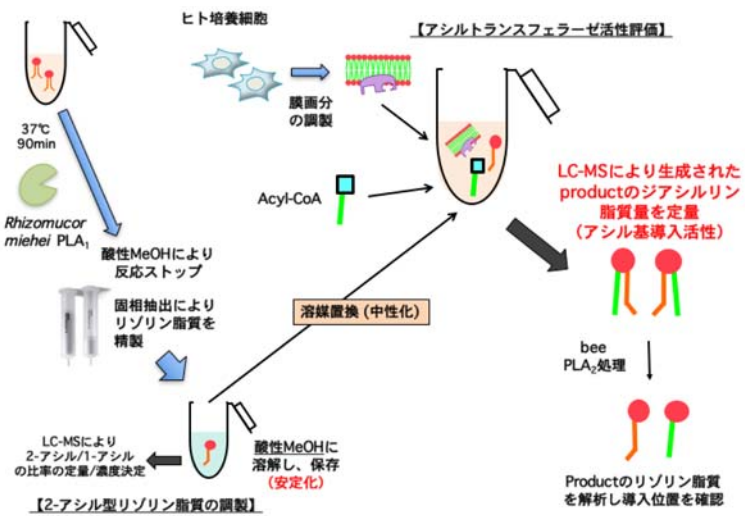 ヒト培養細胞
【アシルトランスフェラーゼ活性評価】
37℃
90min
膜画分
の調製
Rhizomucor
miehei PLA₁
Acyl-CoA
LC-MSにより生成された
productのジアシルリン
脂質量を定量
(アシル基導入活性)
酸性MeOHにより
反応ストップ
固相抽出により
リゾリン脂質を
精製
溶媒置換 (中性化)
bee
PLA₂処理
LC-MSにより
2-アシル/1-アシル
の比率の定量/濃度決定
酸性MeOHに
溶解し、保存
(安定化)
Productのリゾリン脂質
を解析し導入位置を確認
【2-アシル型リゾリン脂質の調製】